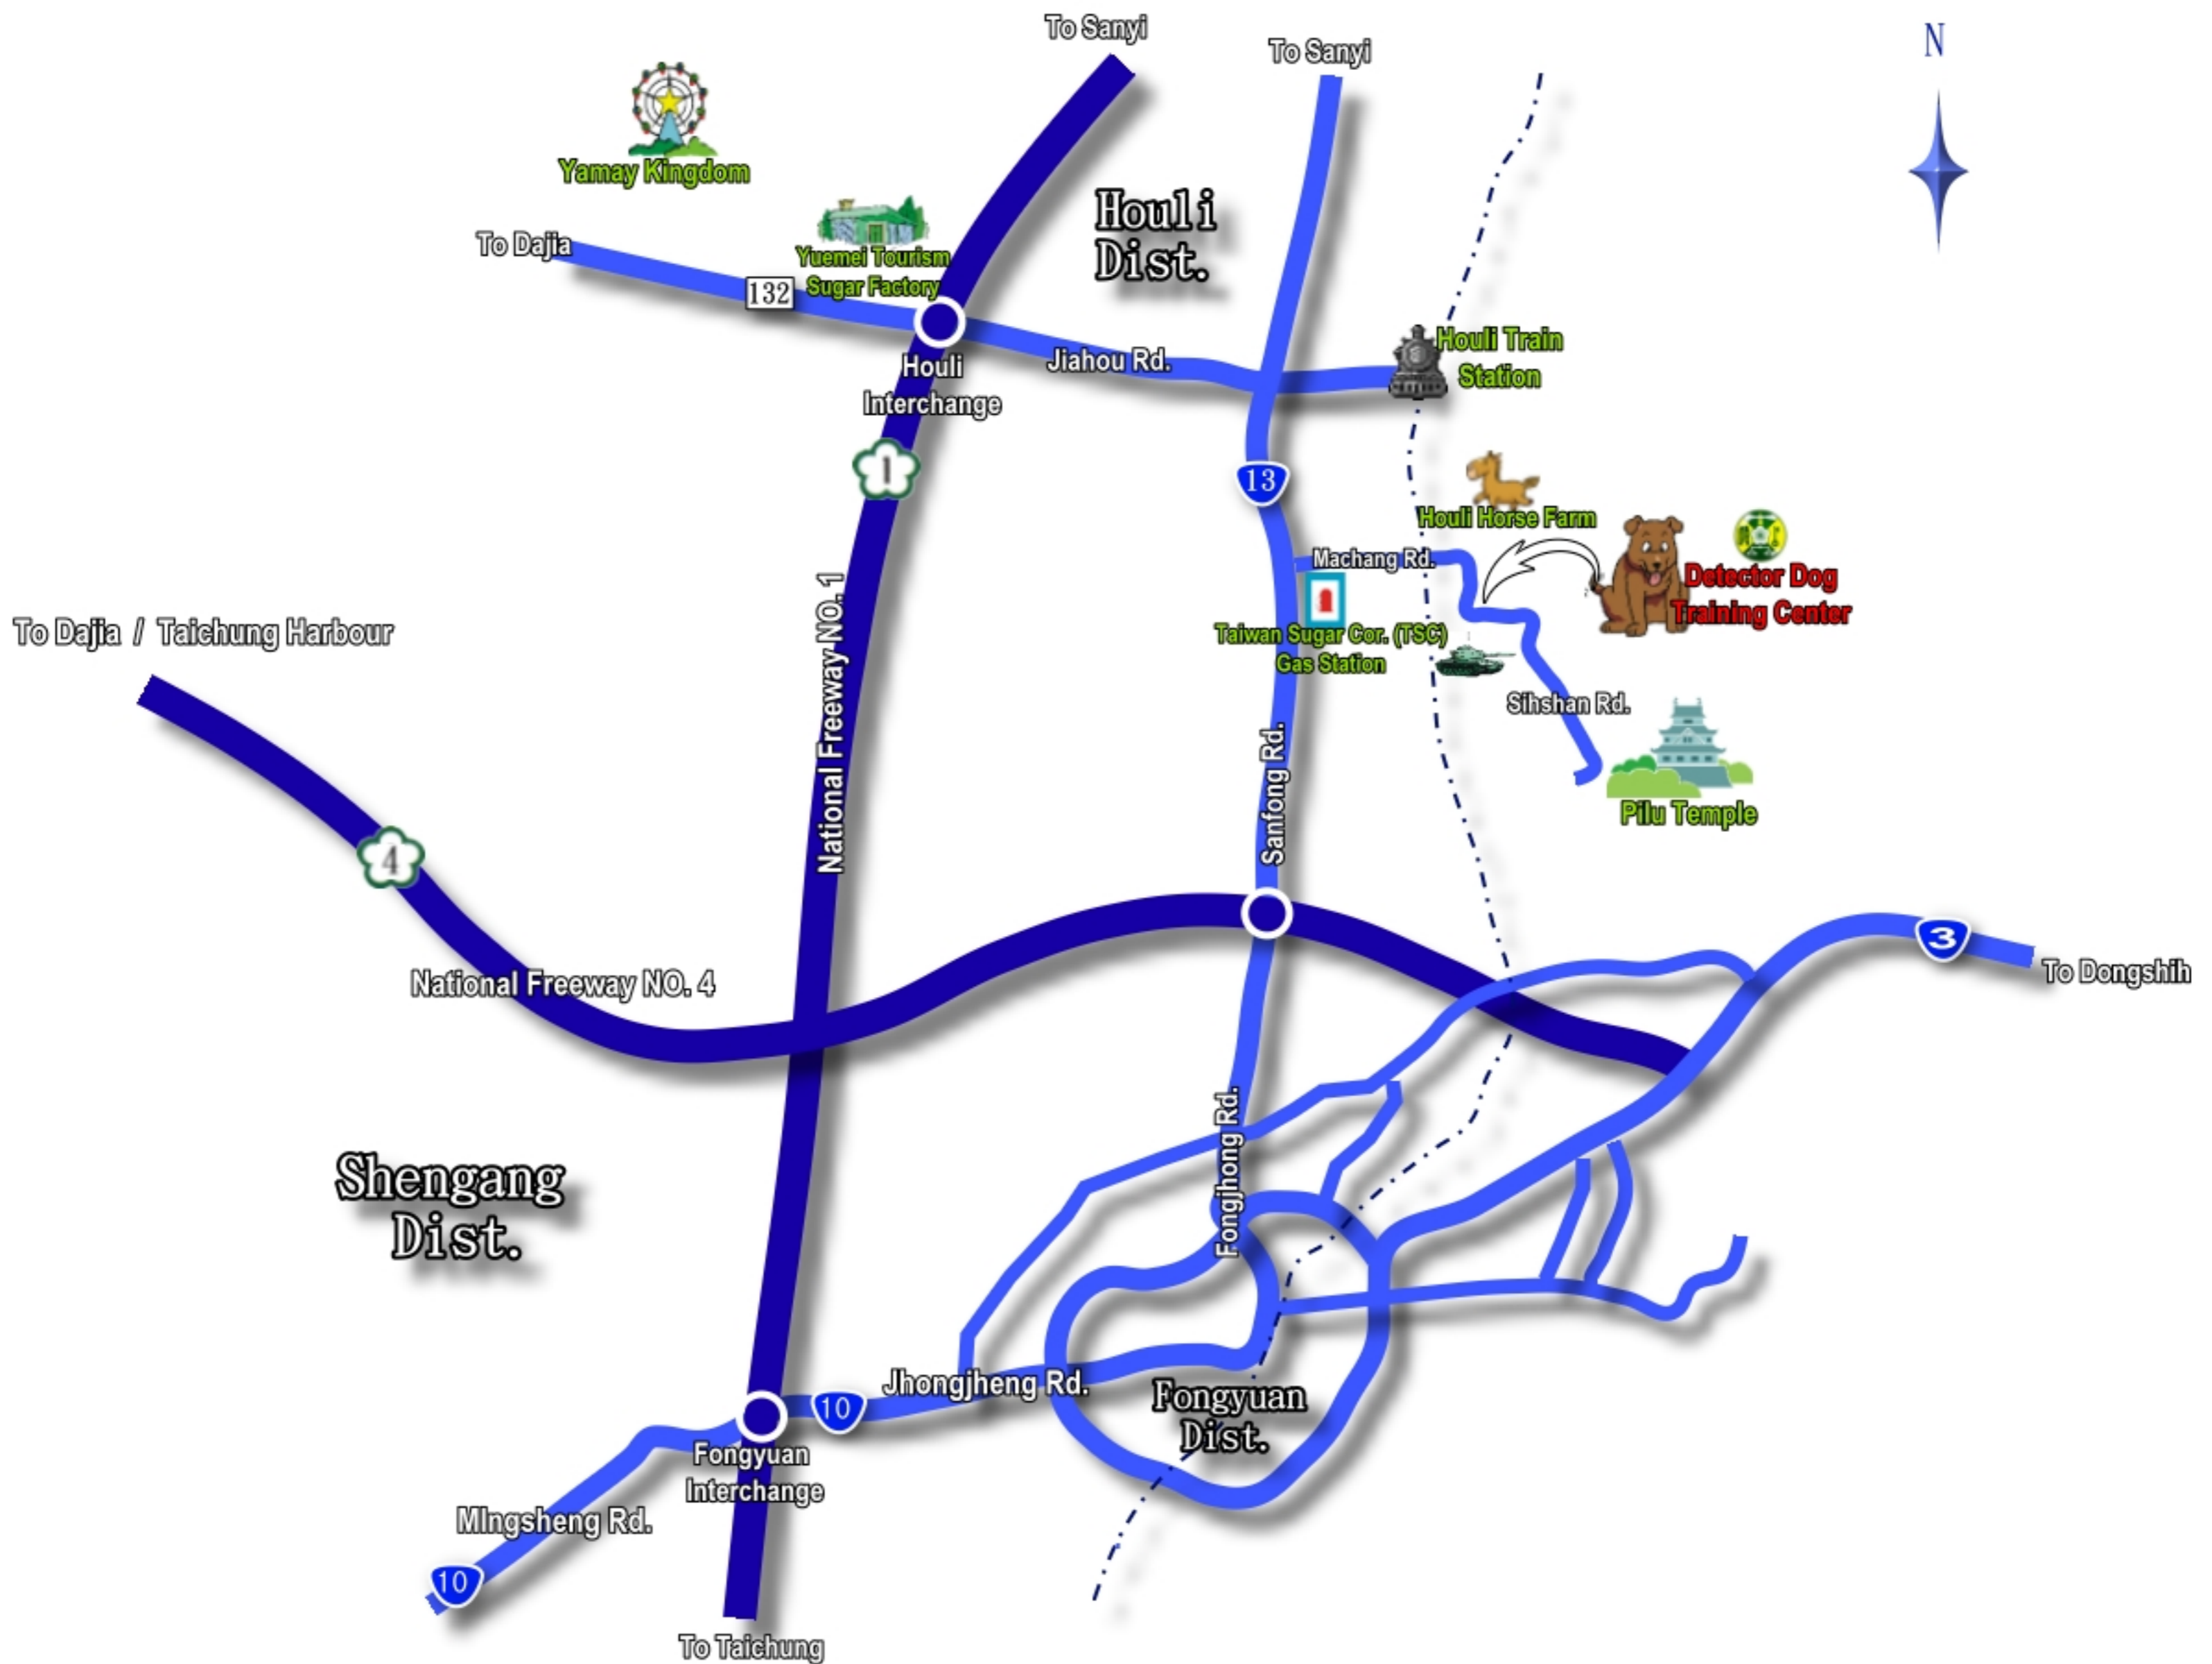 To Sanyi
To Sanyi
N
Yamay Kingdom
Houli
Dist.
To Dajia
Yuemei Tourism
Sugar Factory
132
Houli Train
Station
Jiahou Rd.
Houli
Interchange
1
13
Houli Horse Farm
Machang Rd.
Detector Dog
Training Center
Taiwan Sugar Cor. (TSC)
Gas Station
To Dajia / Taichung Harbour
National Freeway NO. 1
Sihshan Rd.
Sanfong Rd.
Pilu Temple
4
3
To Dongshih
National Freeway NO. 4
Fongjhong Rd.
Shengang
Dist.
Jhongjheng Rd.
10
Fongyuan
Dist.
Fongyuan
Interchange
MIngsheng Rd.
10
To Taichung